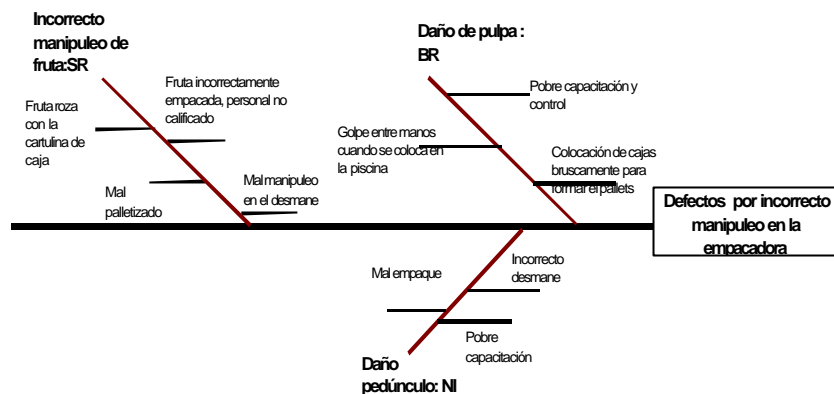 Incorrecto
manipuleo de
fruta:SR
Fruta incorrectamente
empacada, personal no
calificado
Fruta roza
con la
cartulina de
caja
Mal
palletizado
Mal manipuleo
en el desmane
Daño de pulpa :
BR
Pobre capacitación y
control
Golpe entre manos
cuando se coloca en
la piscina
Colocación de cajas
bruscamente para
formar el pallets
Defectos por incorrecto
manipuleo en la
empacadora
Mal empaque
Incorrecto
desmane
Pobre
capacitación
Daño
pedúnculo: NI